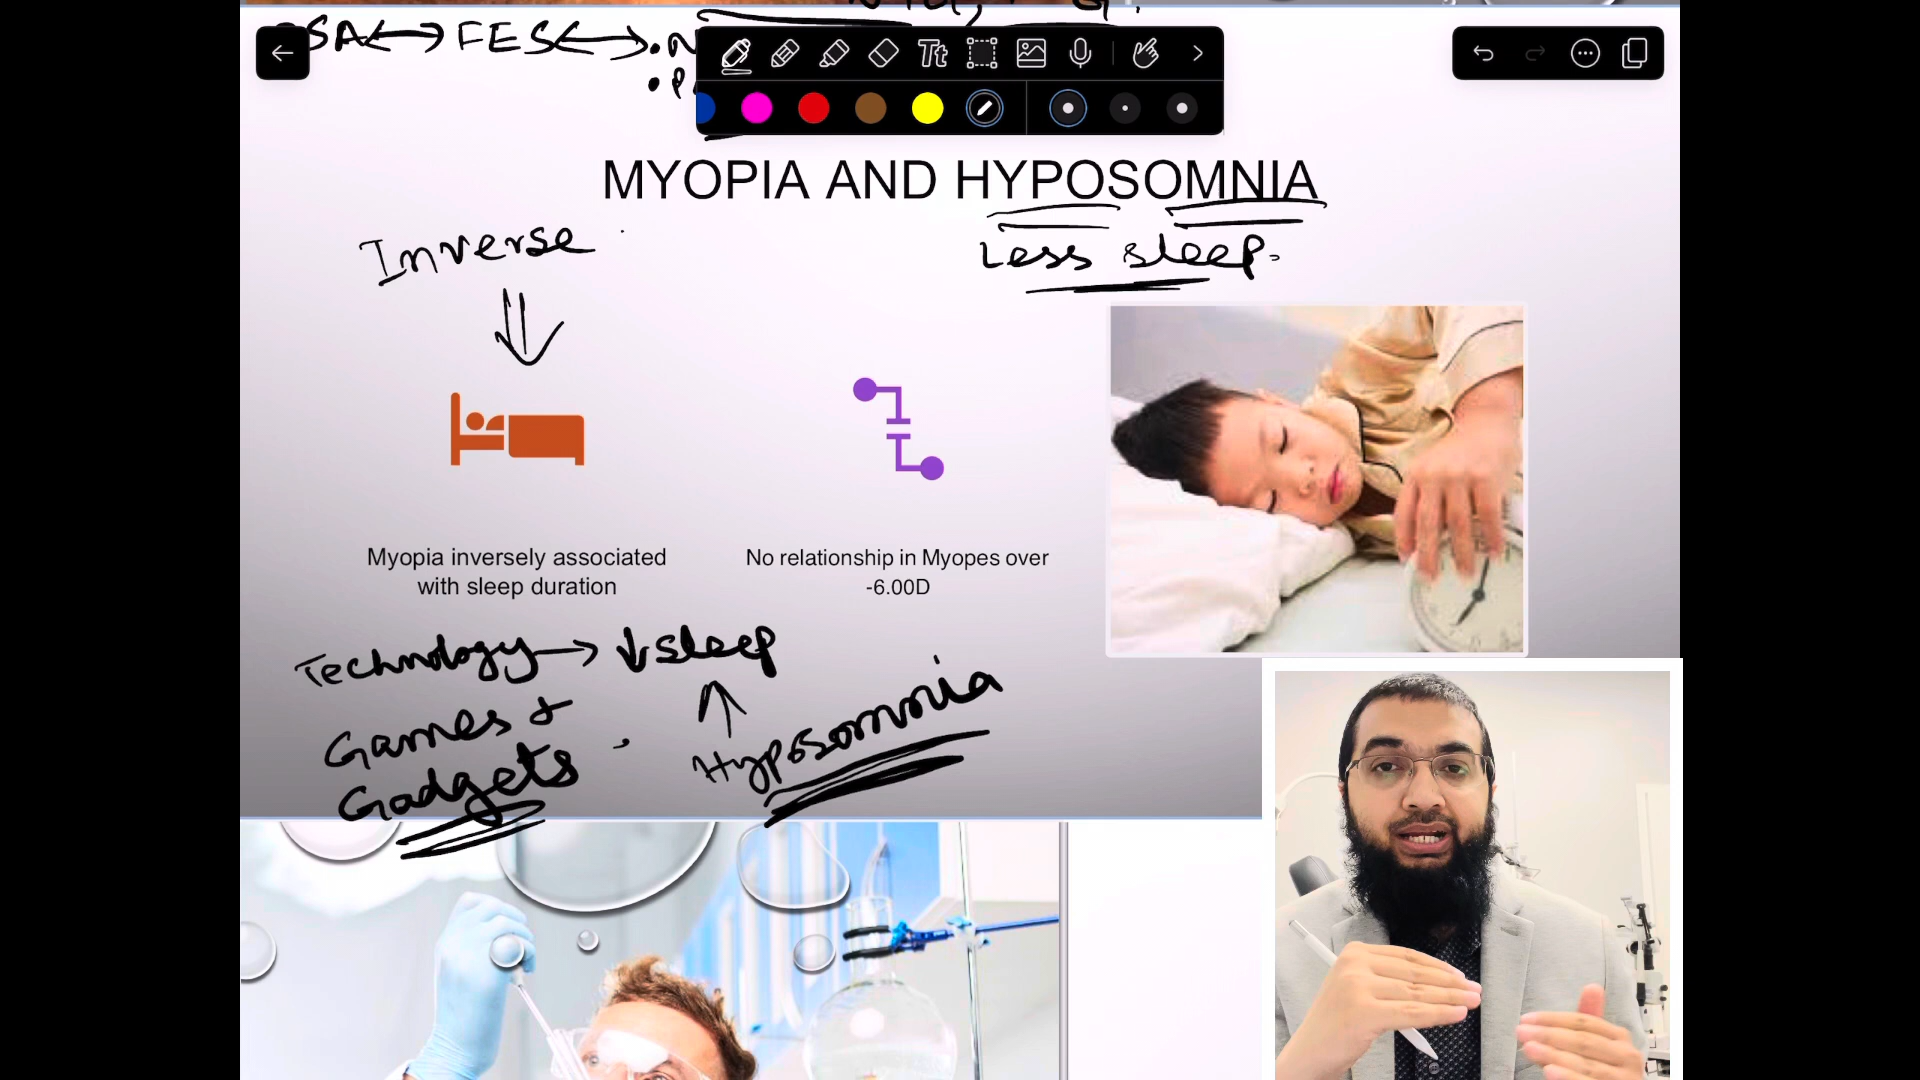 SA↔FES↔.
Tt
MYOPIA AND HYPOSOMNIA
Inverse
Less sleep.
Myopia inversely associated
with sleep duration
No relationship in Myopes over
-6.00D
Technology → ↓ sleep
Games +
Gadgets
Hyposomnia